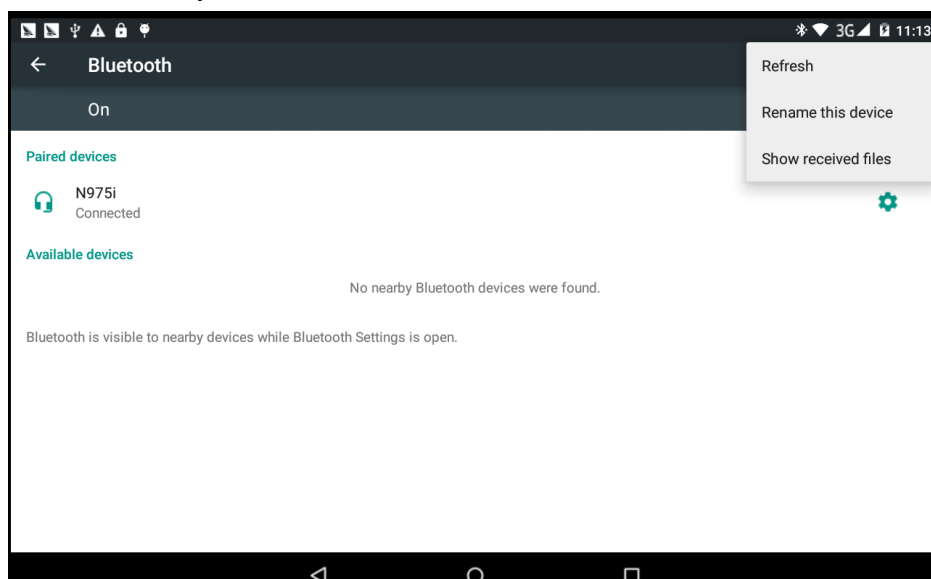 3G 11:13
Bluetooth
Refresh
On
Rename this device
Paired devices
Show received files
N975i
Connected
Available devices
No nearby Bluetooth devices were found.
Bluetooth is visible to nearby devices while Bluetooth Settings is open.